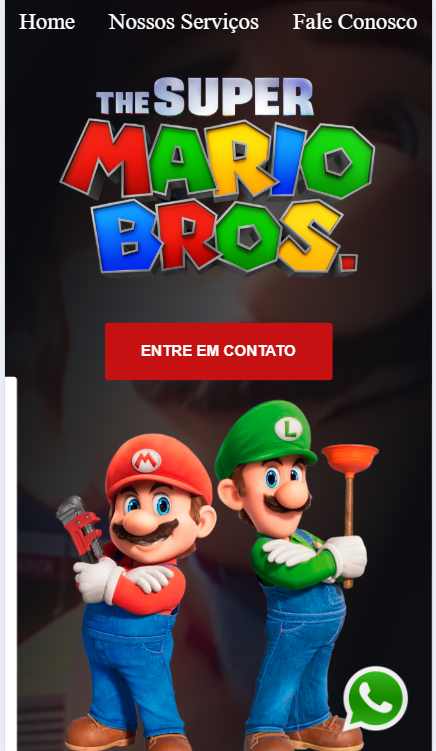 Home Nossos Serviços Fale Conosco
THE SUPER
MARIO
BROS.
ENTRE EM CONTATO
M
L